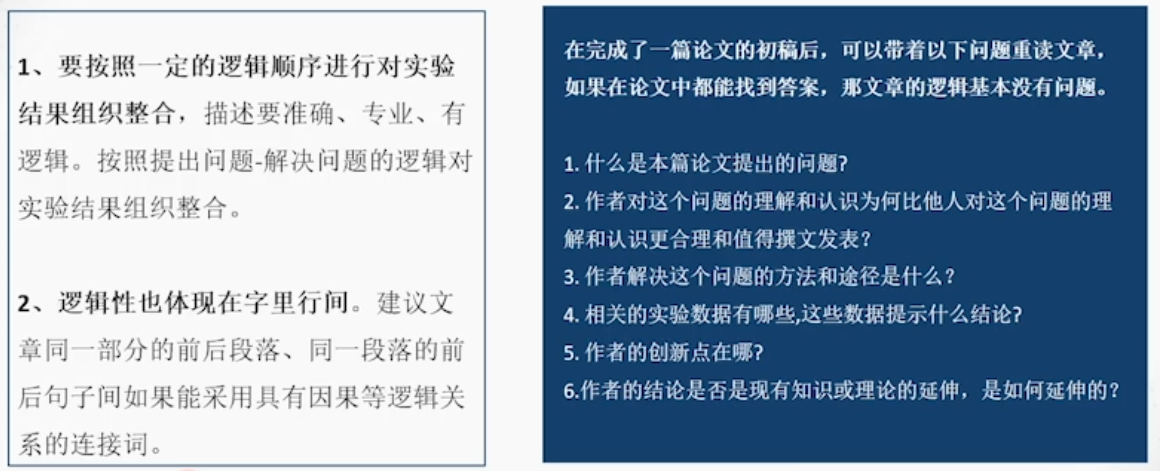 1、要按照一定的逻辑顺序进行对实验
结果组织整合，描述要准确、专业、有
逻辑。按照提出问题-解决问题的逻辑对
实验结果组织整合。
2、逻辑性也体现在字里行间。建议文
章同一部分的前后段落、同一段落的前
后句子间如果能采用具有因果等逻辑关
系的连接词。
在完成了一篇论文的初稿后，可以带着以下问题重读文章，
如果在论文中都能找到答案，那文章的逻辑基本没有问题。
1. 什么是本篇论文提出的问题?
2. 作者对这个问题的理解和认识为何比他人对这个问题的理
解和认识更合理和值得撰文发表？
3. 作者解决这个问题的方法和途径是什么？
4. 相关的实验数据有哪些,这些数据提示什么结论?
5. 作者的创新点在哪?
6.作者的结论是否是现有知识或理论的延伸，是如何延伸的？